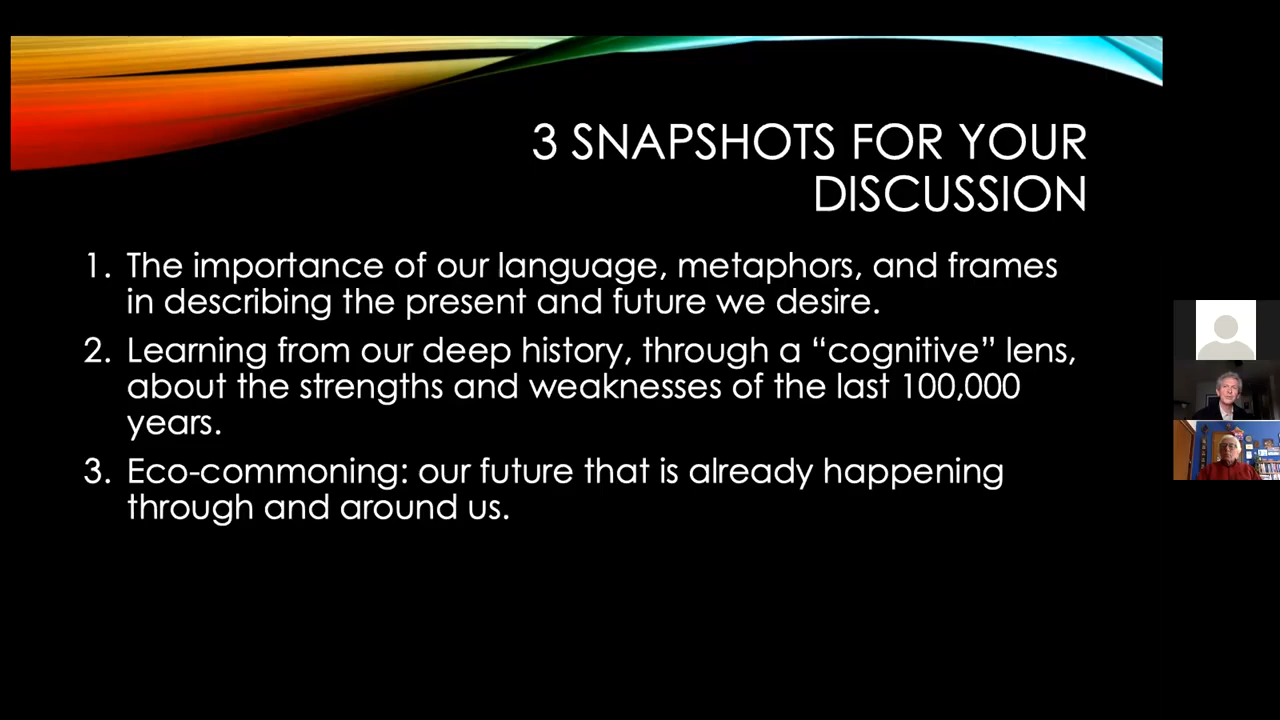 3 SNAPSHOTS FOR YOUR
DISCUSSION
1. The importance of our language, metaphors, and frames
in describing the present and future we desire.
2. Learning from our deep history, through a “cognitive” lens,
about the strengths and weaknesses of the last 100,000
years.
3. Eco-commoning: our future that is already happening
through and around us.